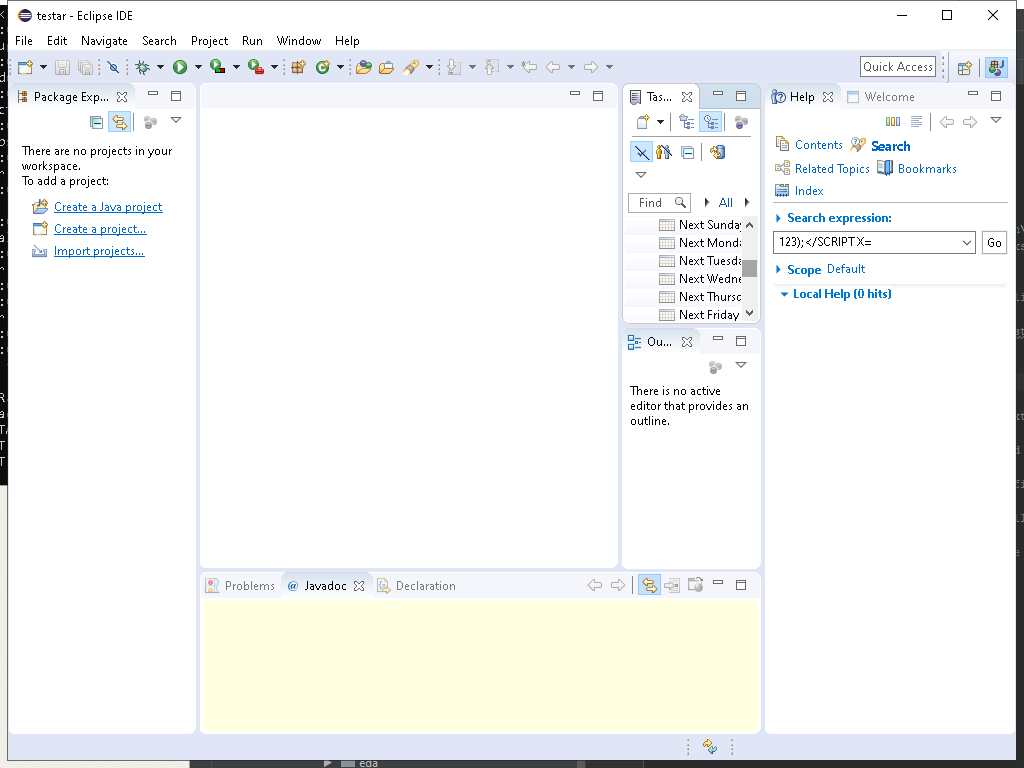 testar - Eclipse IDE
File Edit Navigate Search Project Run Window Help
Quick Access
Package Exp...
There are no projects in your
workspace.
To add a project:
Create a Java project
Create a project...
Import projects...
Tas...
Find
All
Next Sunday
Next Monda
Next Tuesda
Next Wedne
Next Thursd
Next Friday
Ou...
There is no active
editor that provides an
outline.
Help Welcome
Contents Search
Related Topics Bookmarks
Index
Search expression:
123);</SCRIPT X=
Go
Scope Default
Local Help (0 hits)
Problems @ Javadoc Declaration
eda